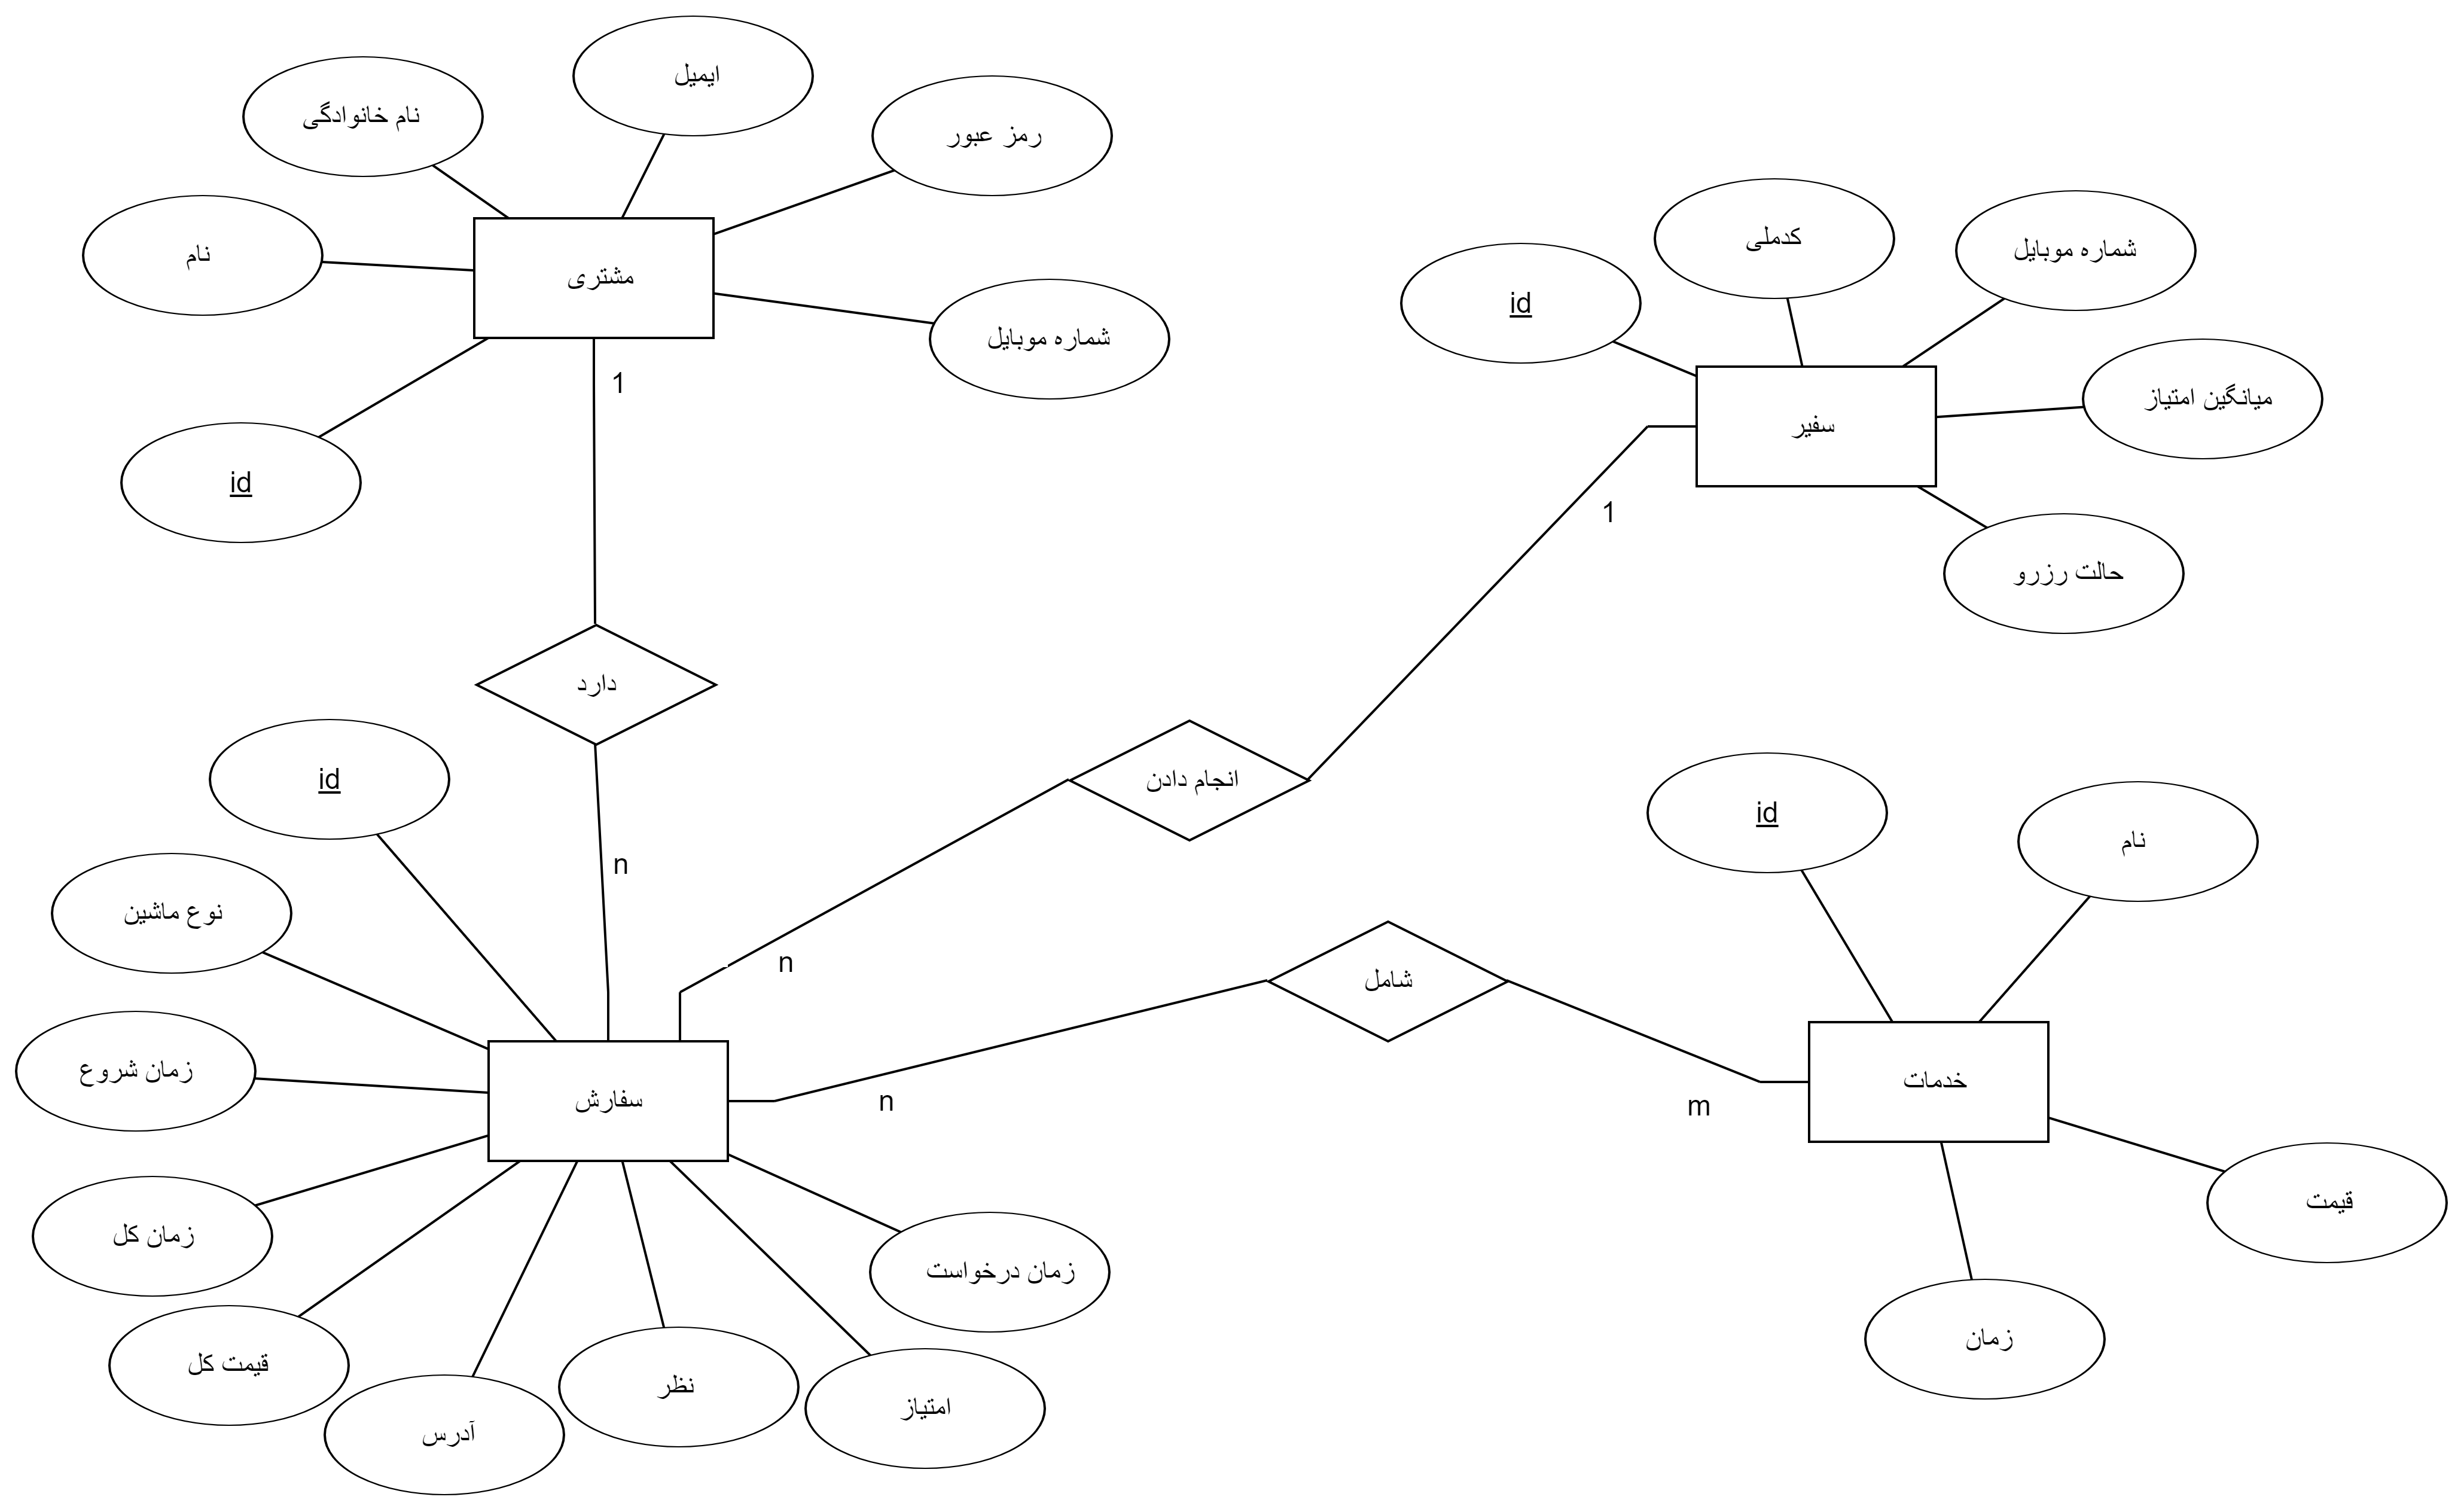 ایمیل
نام خانوادگی
رمز عبور
نام
مشتری
شماره موبایل
id
1
کدملی
شماره موبایل
id
میانگین امتیاز
سفیر
1
حالت رزرو
دارد
انجام دادن
id
n
n
نوع ماشین
زمان شروع
سفارش
زمان کل
قیمت کل
آدرس
نظر
امتیاز
زمان درخواست
شامل
n
m
id
نام
خدمات
قیمت
زمان